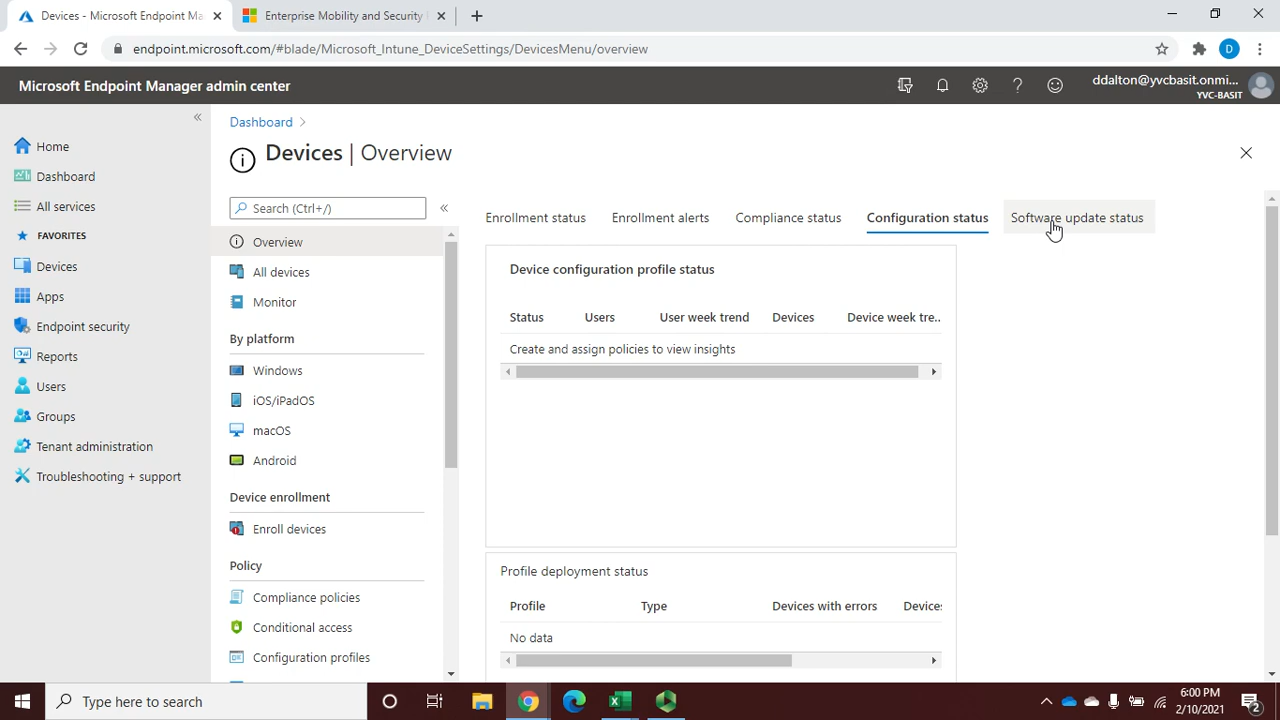 Devices - Microsoft Endpoint Ma
Enterprise Mobility and Security
endpoint.microsoft.com/#blade/Microsoft_Intune_DeviceSettings/DevicesMenu/overview
D
Microsoft Endpoint Manager admin center
ddalton@yvcbasit.onmi...
YVC-BASIT
Home
Dashboard
All services
FAVORITES
Devices
Apps
Endpoint security
Reports
Users
Groups
Tenant administration
Troubleshooting + support
Dashboard
Devices | Overview
Search (Ctrl+/)
Overview
All devices
Monitor
By platform
Windows
iOS/iPadOS
macOS
Android
Device enrollment
Enroll devices
Policy
Compliance policies
Conditional access
Configuration profiles
Enrollment status Enrollment alerts Compliance status Configuration status Software update status
Device configuration profile status
Status Users User week trend Devices Device week tre..
Create and assign policies to view insights
Profile deployment status
Profile Type Devices with errors Devices
No data
Type here to search
6:00 PM
2/10/2021
2